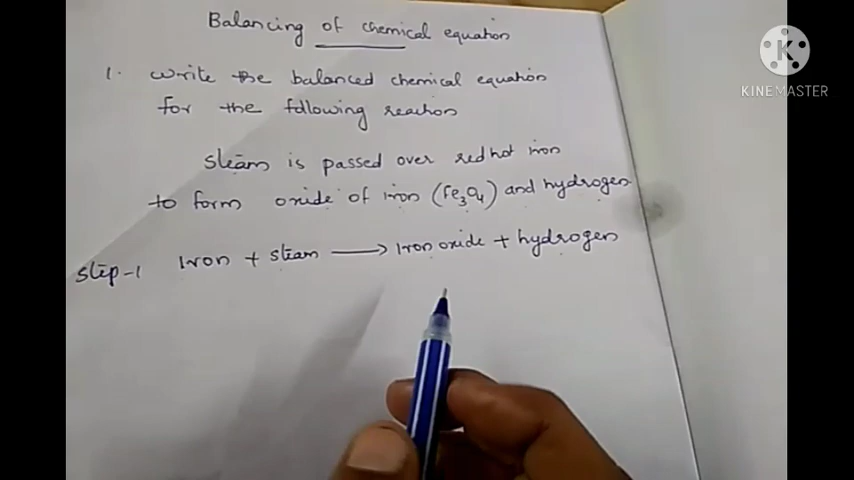 Balancing of chemical equation
1. Write the balanced chemical equation
for the following reaction
Steam is passed over red hot iron
to form oxide of iron (Fe3O4) and hydrogen
Step-1 Iron + steam ⟶ Iron oxide + hydrogen
K
KINEMASTER